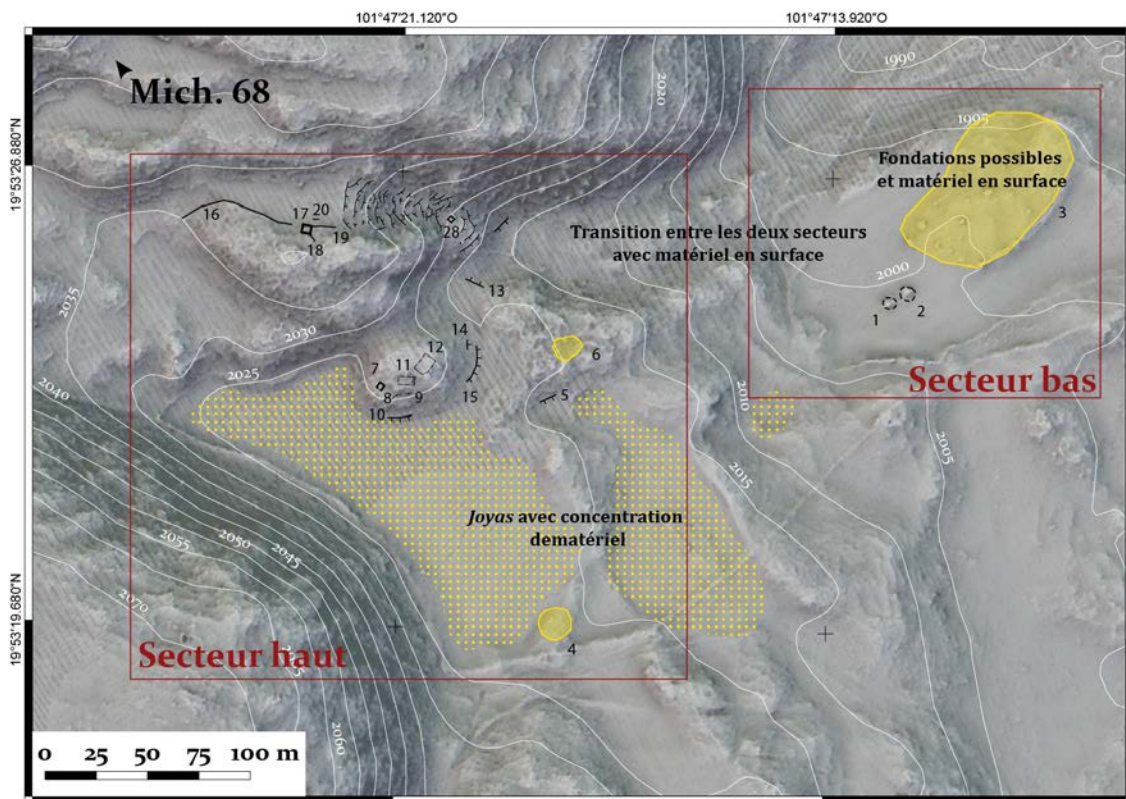 101°47'21.120"O
101°47'13.920"O
Mich. 68
19°53'26.880"N
19°53'19.680"N
1990
1995
2020
Fondations possibles
et matériel en surface
3
Transition entre les deux secteurs
avec matériel en surface
16
17
20
18
19
28
2000
1
2
13
2035
2030
14
12
11
7
8
9
15
10
6
5
2025
2040
Secteur bas
2010
2005
2015
Joyas avec concentration
dematériel
2045
2050
2055
2070
2060
4
Secteur haut
0 25 50 75 100 m